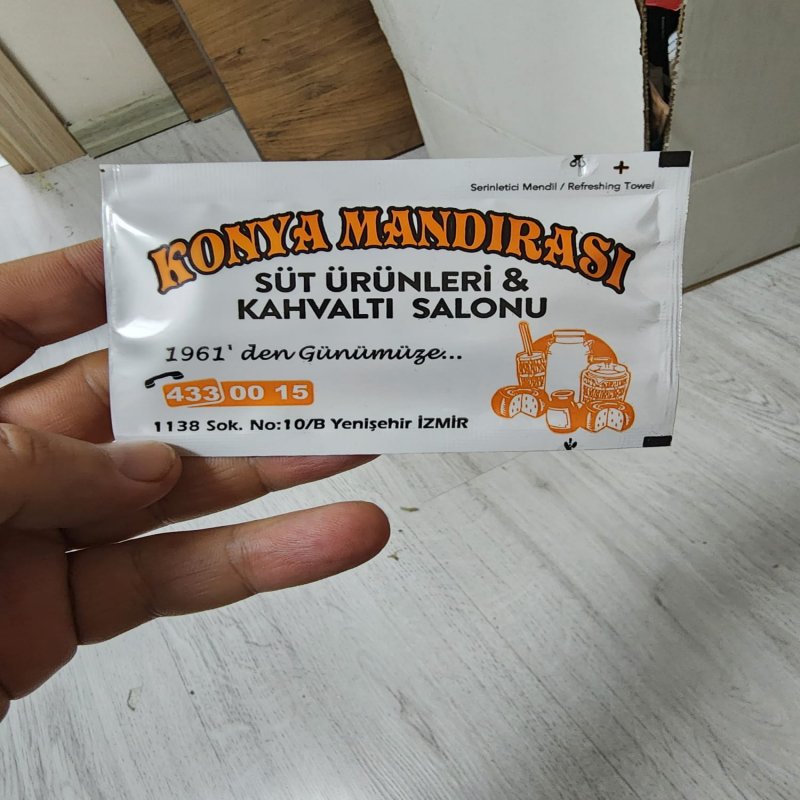 Serinletici Mendil / Refreshing Towel
KONYA MANDIRASI
SÜT ÜRÜNLERİ &
KAHVALTI SALONU
1961' den Günümüze...
433 00 15
1138 Sok. No:10/B Yenişehir İZMİR